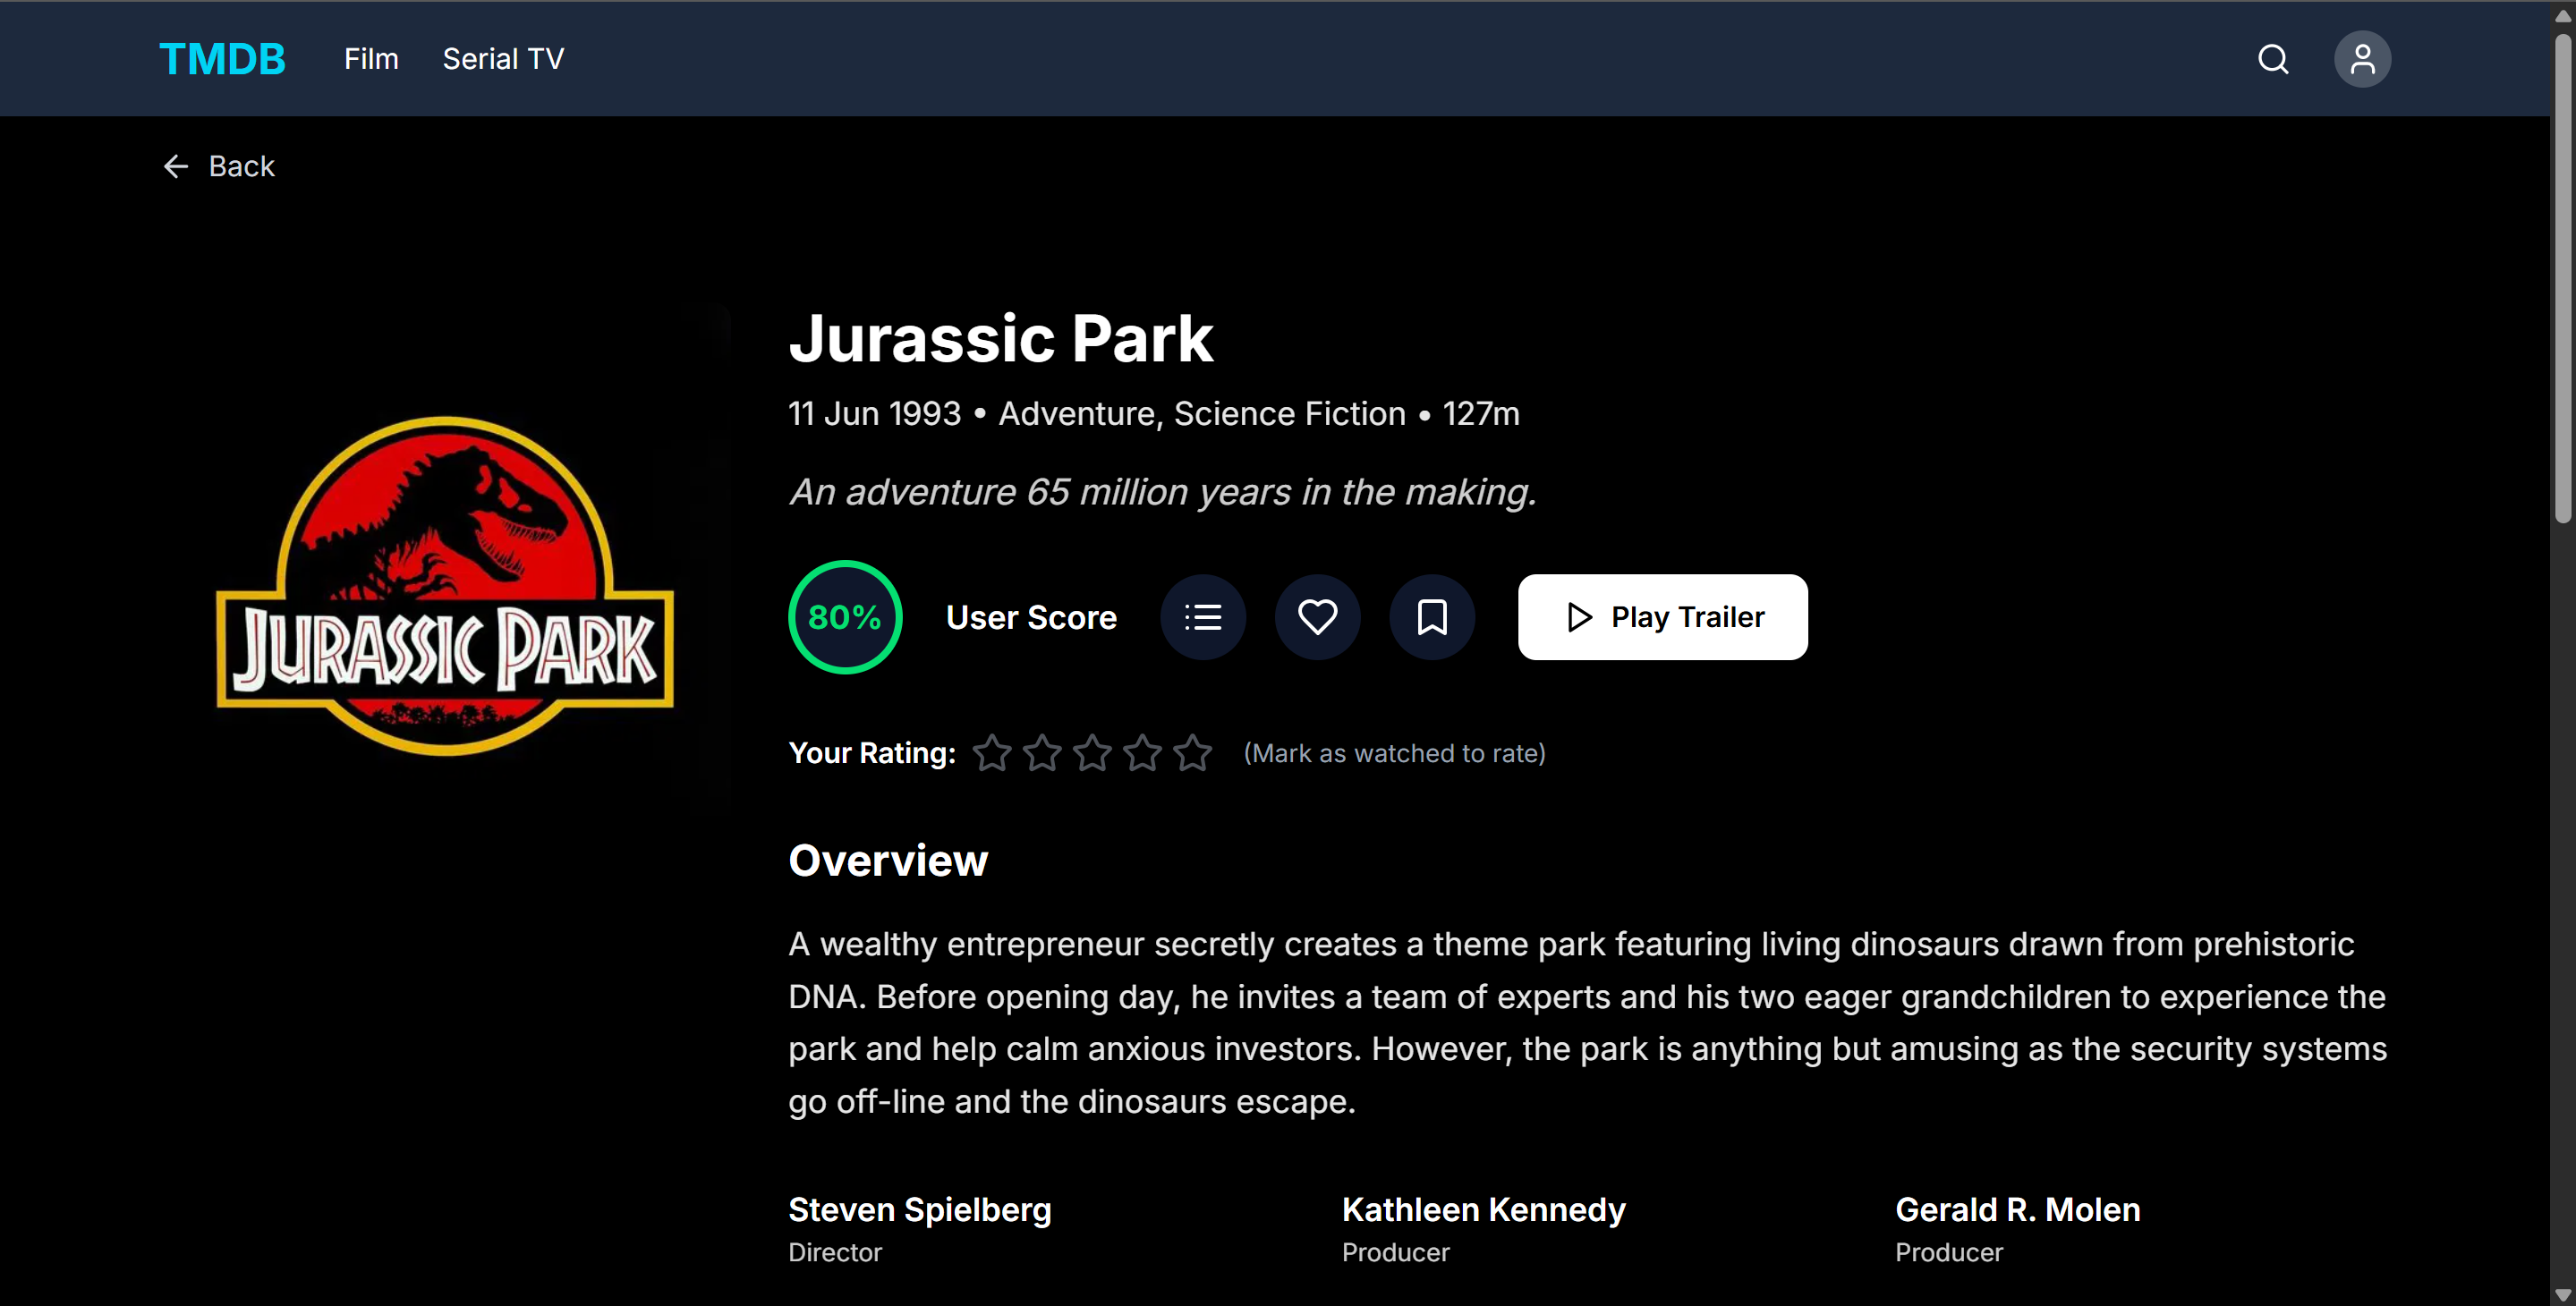 TMDB Film Serial TV
Back
JURASSIC PARK
Jurassic Park
11 Jun 1993 • Adventure, Science Fiction • 127m
An adventure 65 million years in the making.
80% User Score Play Trailer
Your Rating: (Mark as watched to rate)
Overview
A wealthy entrepreneur secretly creates a theme park featuring living dinosaurs drawn from prehistoric
DNA. Before opening day, he invites a team of experts and his two eager grandchildren to experience the
park and help calm anxious investors. However, the park is anything but amusing as the security systems
go off-line and the dinosaurs escape.
Steven Spielberg Kathleen Kennedy Gerald R. Molen
Director Producer Producer